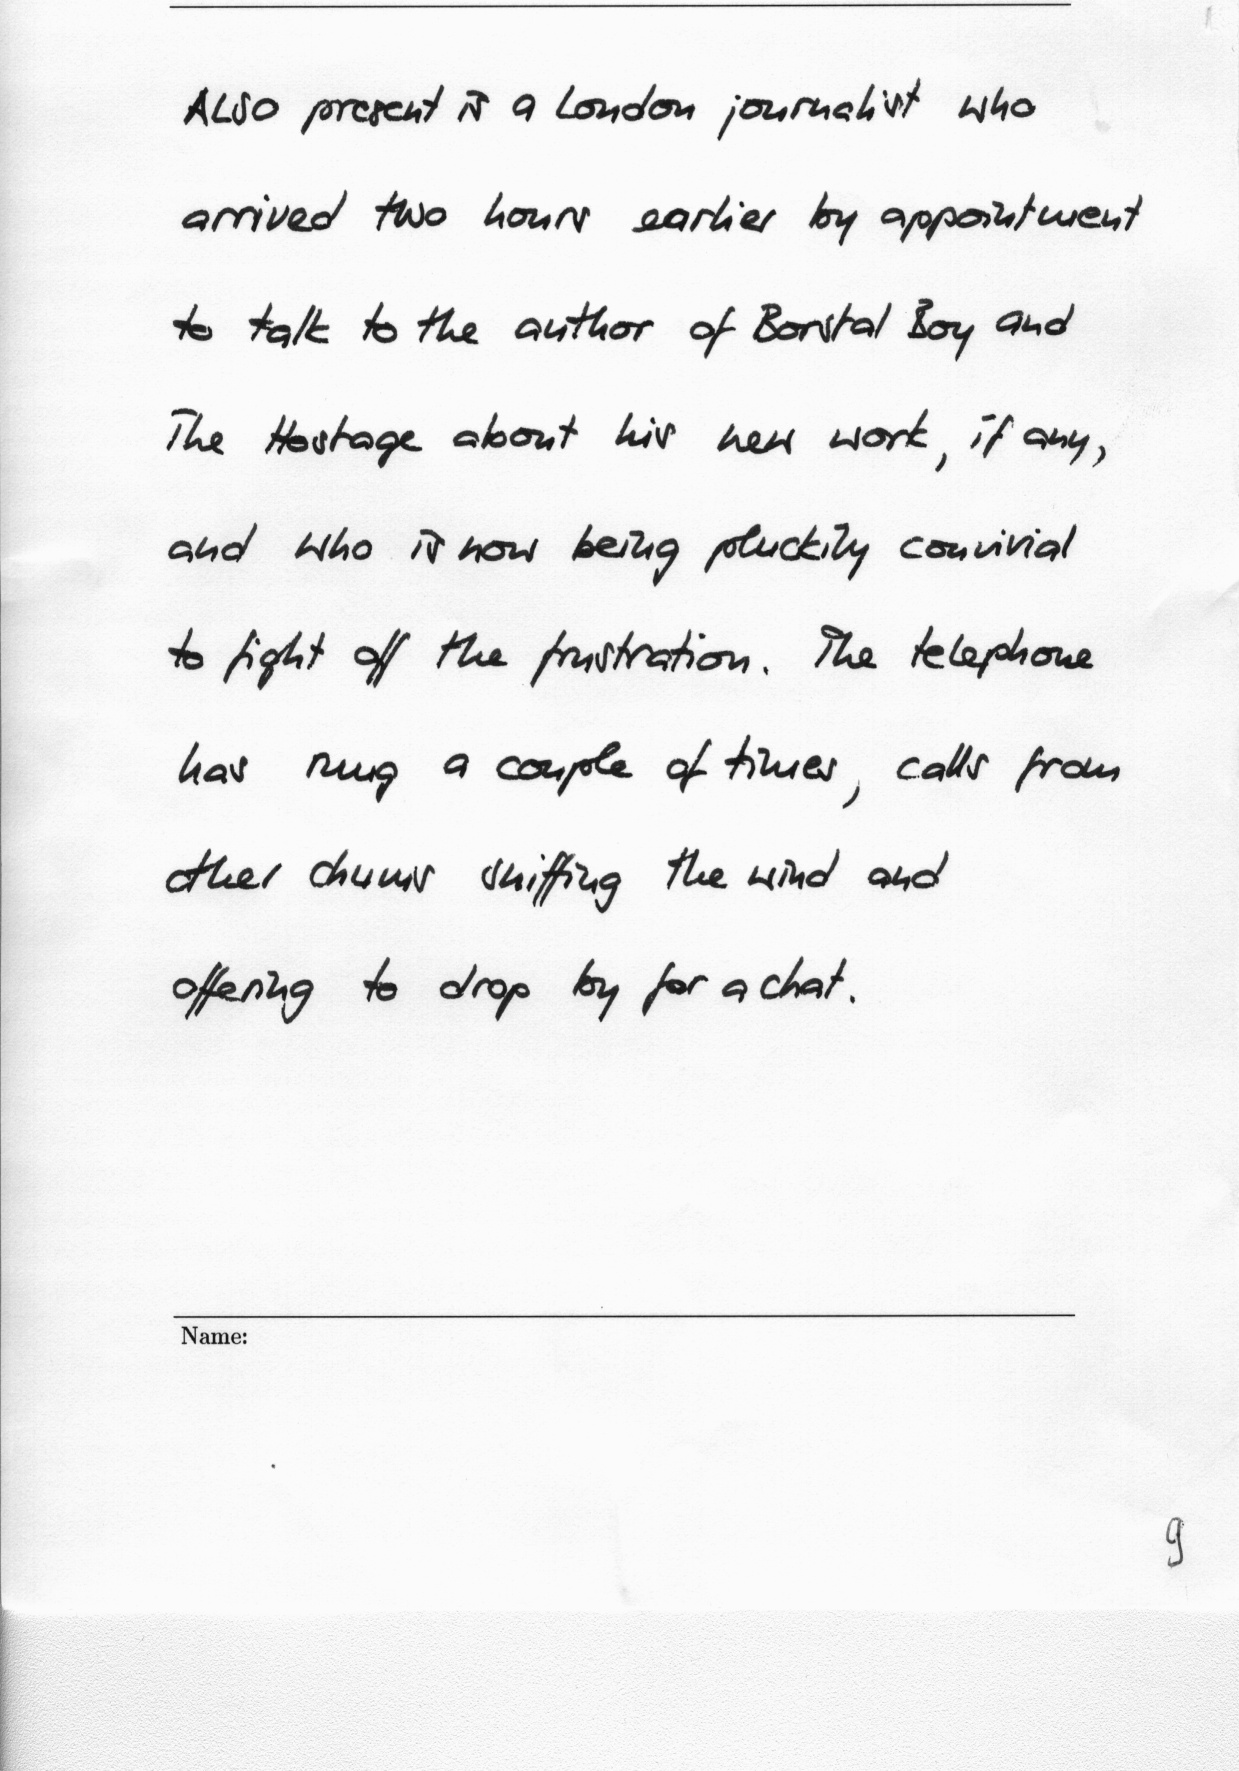 Also present is a London journalist who
arrived two hours earlier by appointment
to talk to the author of Borstal Boy and
The Hostage about his new work, if any,
and who is now being pluckily convivial
to fight off the frustration. The telephone
has rung a couple of times, calls from
other chums sniffing the wind and
offering to drop by for a chat.
Name:
9